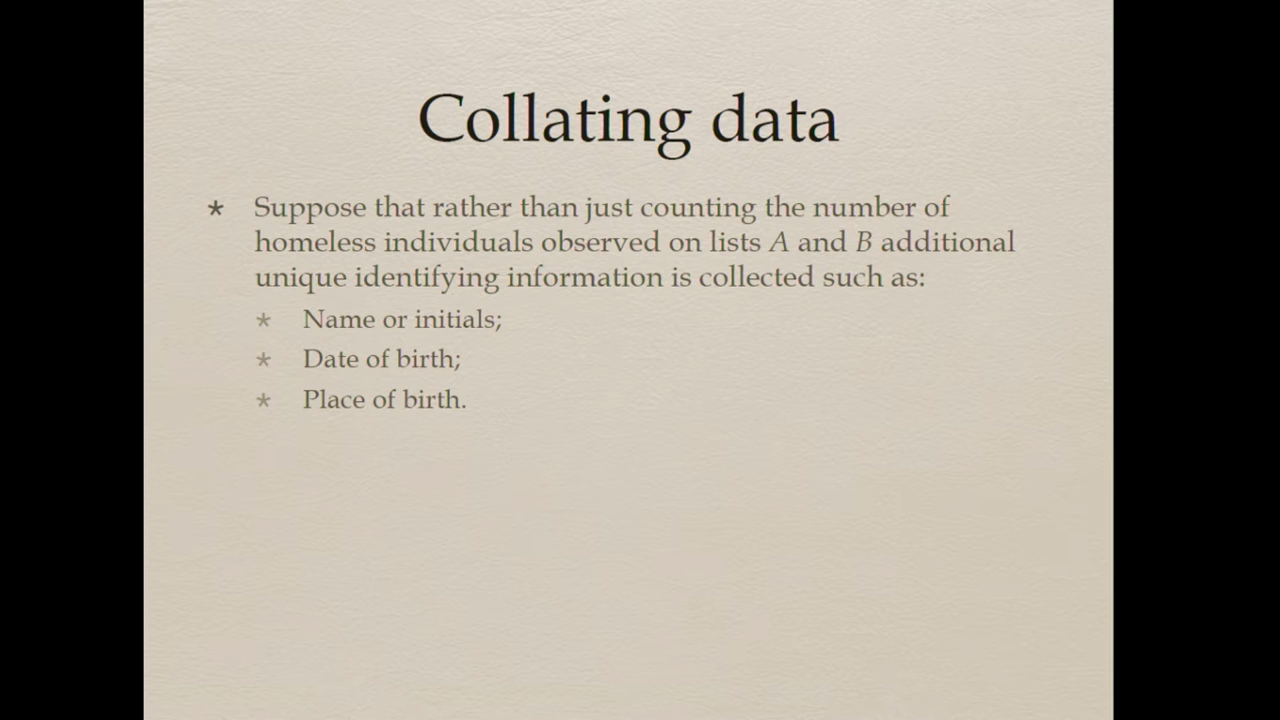 Collating data
* Suppose that rather than just counting the number of
homeless individuals observed on lists A and B additional
unique identifying information is collected such as:
* Name or initials;
* Date of birth;
* Place of birth.